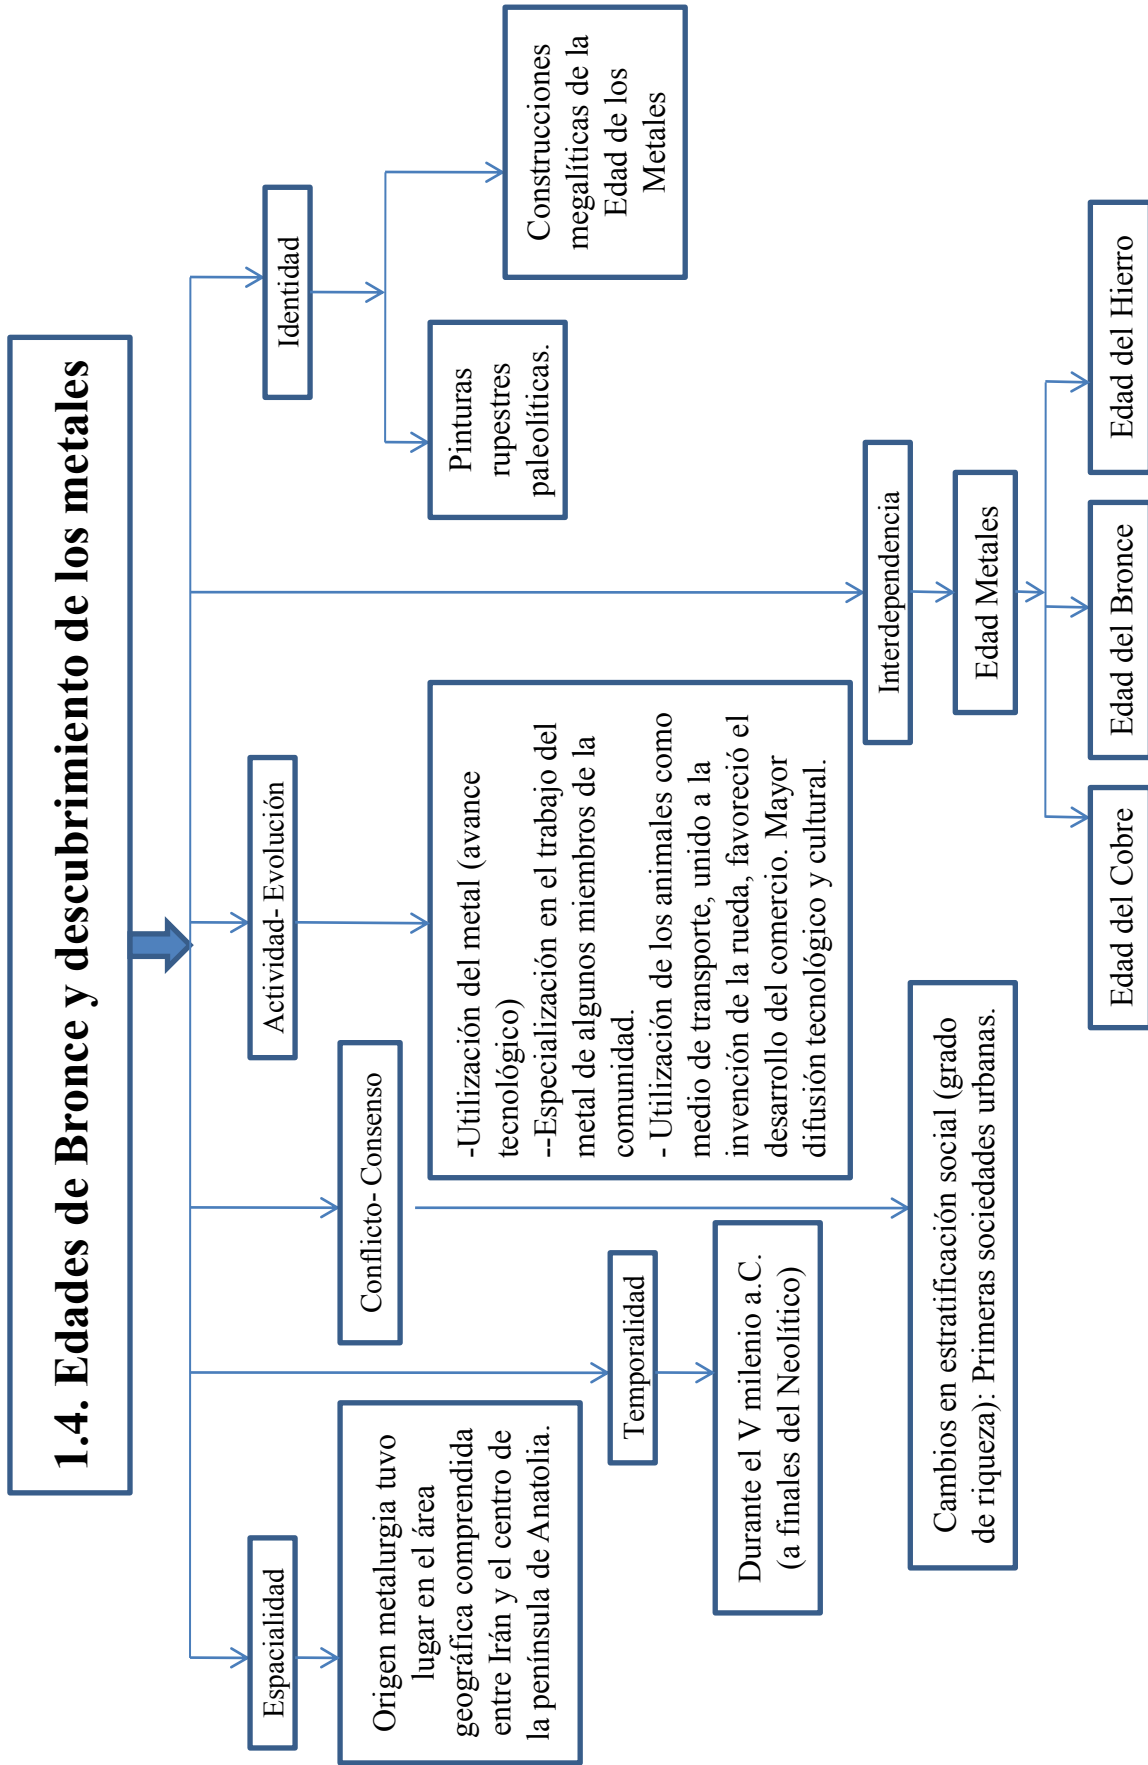 1.4. Edades de Bronce y descubrimiento de los metales
Espacialidad
Origen metalurgia tuvo
lugar en el área
geográfica comprendida
entre Irán y el centro de
la península de Anatolia.
Temporalidad
Durante el V milenio a.C.
(a finales del Neolítico)
Conflicto- Consenso
Cambios en estratificación social (grado
de riqueza): Primeras sociedades urbanas.
Actividad- Evolución
-Utilización del metal (avance
tecnológico)
--Especialización en el trabajo del
metal de algunos miembros de la
comunidad.
- Utilización de los animales como
medio de transporte, unido a la
invención de la rueda, favoreció el
desarrollo del comercio. Mayor
difusión tecnológico y cultural.
Interdependencia
Edad Metales
Edad del Cobre
Edad del Bronce
Edad del Hierro
Identidad
Pinturas
rupestres
paleolíticas.
Construcciones
megalíticas de la
Edad de los
Metales